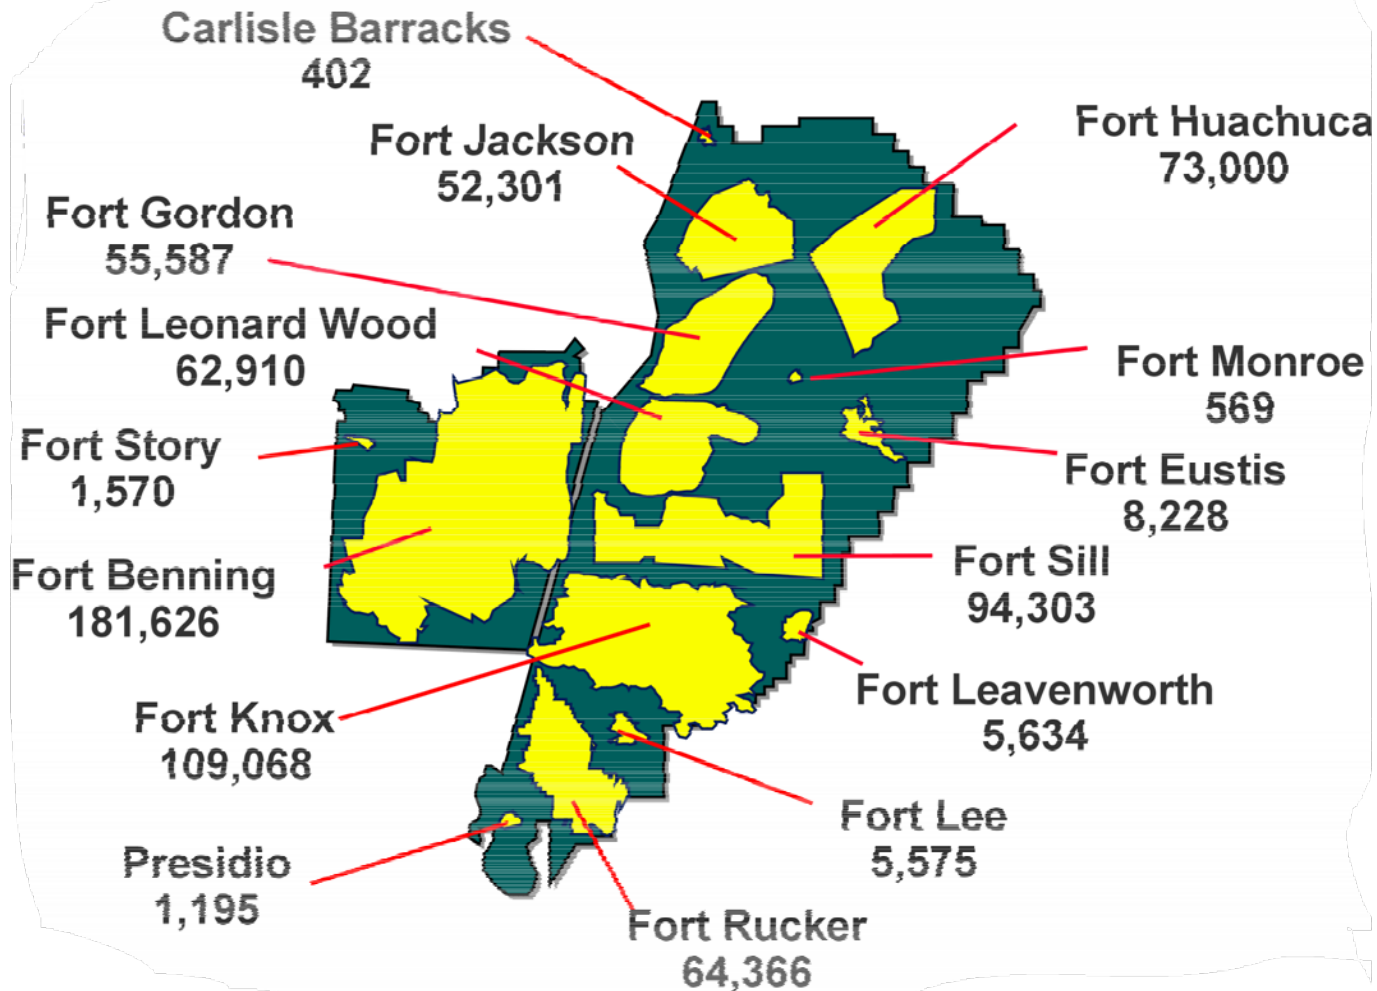 Carlisle Barracks
402
Fort Jackson
52,301
Fort Huachuca
73,000
Fort Gordon
55,587
Fort Leonard Wood
62,910
Fort Monroe
569
Fort Story
1,570
Fort Eustis
8,228
Fort Benning
181,626
Fort Sill
94,303
Fort Knox
109,068
Fort Leavenworth
5,634
Fort Lee
5,575
Presidio
1,195
Fort Rucker
64,366